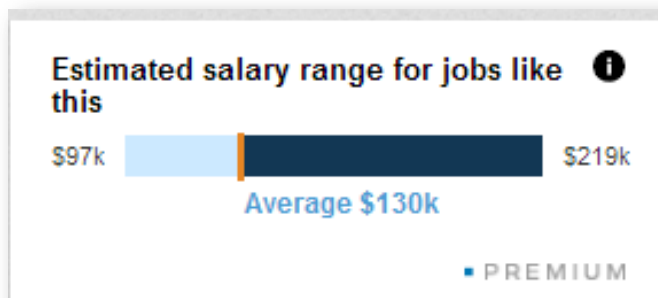 Estimated salary range for jobs like
this
$97k
$219k
Average $130k
PREMIUM